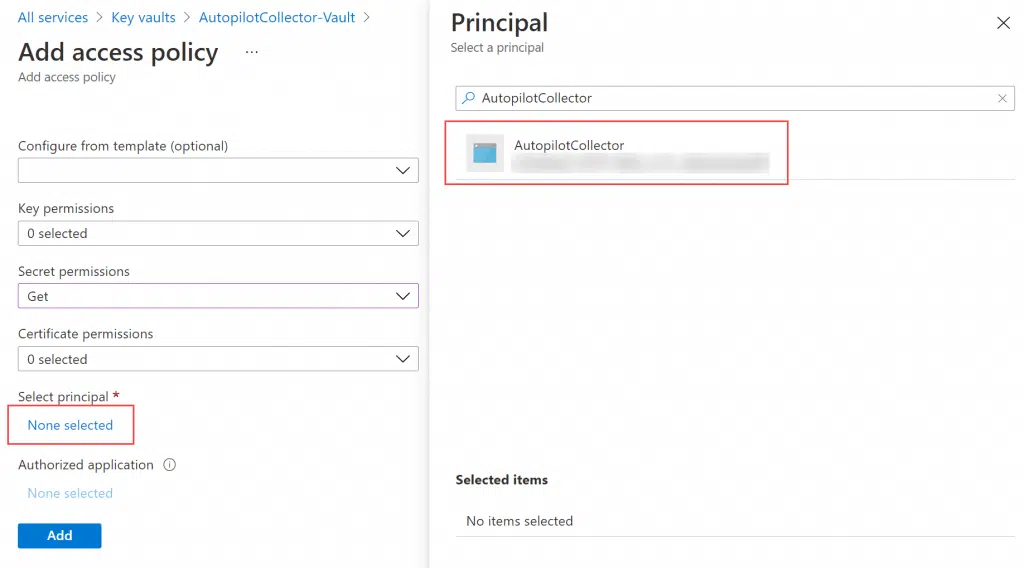 All services > Key vaults > AutopilotCollector-Vault >
Add access policy ...
Add access policy
Configure from template (optional)
Key permissions
0 selected
Secret permissions
Get
Certificate permissions
0 selected
Select principal *
None selected
Authorized application
None selected
Add
Principal
Select a principal
AutopilotCollector
AutopilotCollector
Selected items
No items selected